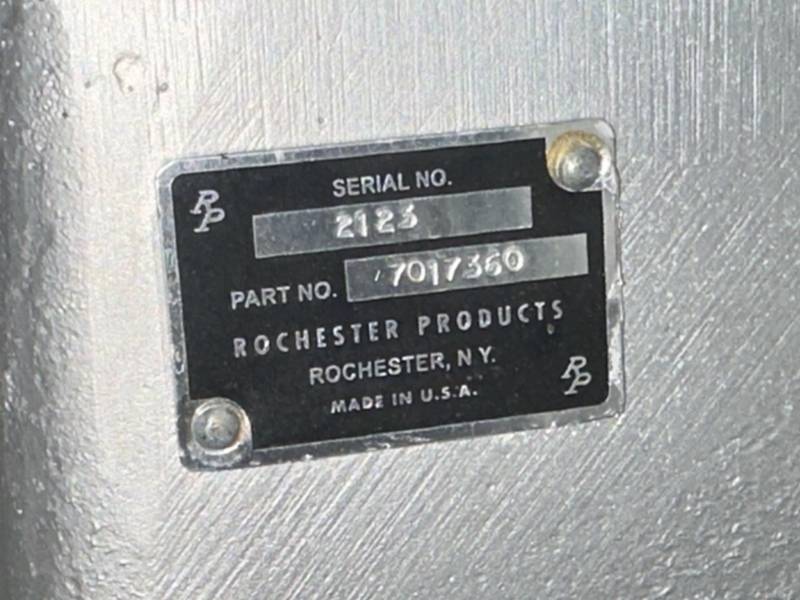 RP
SERIAL NO.
2123
PART NO. 7017360
ROCHESTER PRODUCTS
ROCHESTER, N Y.
MADE IN U.S.A.
RP